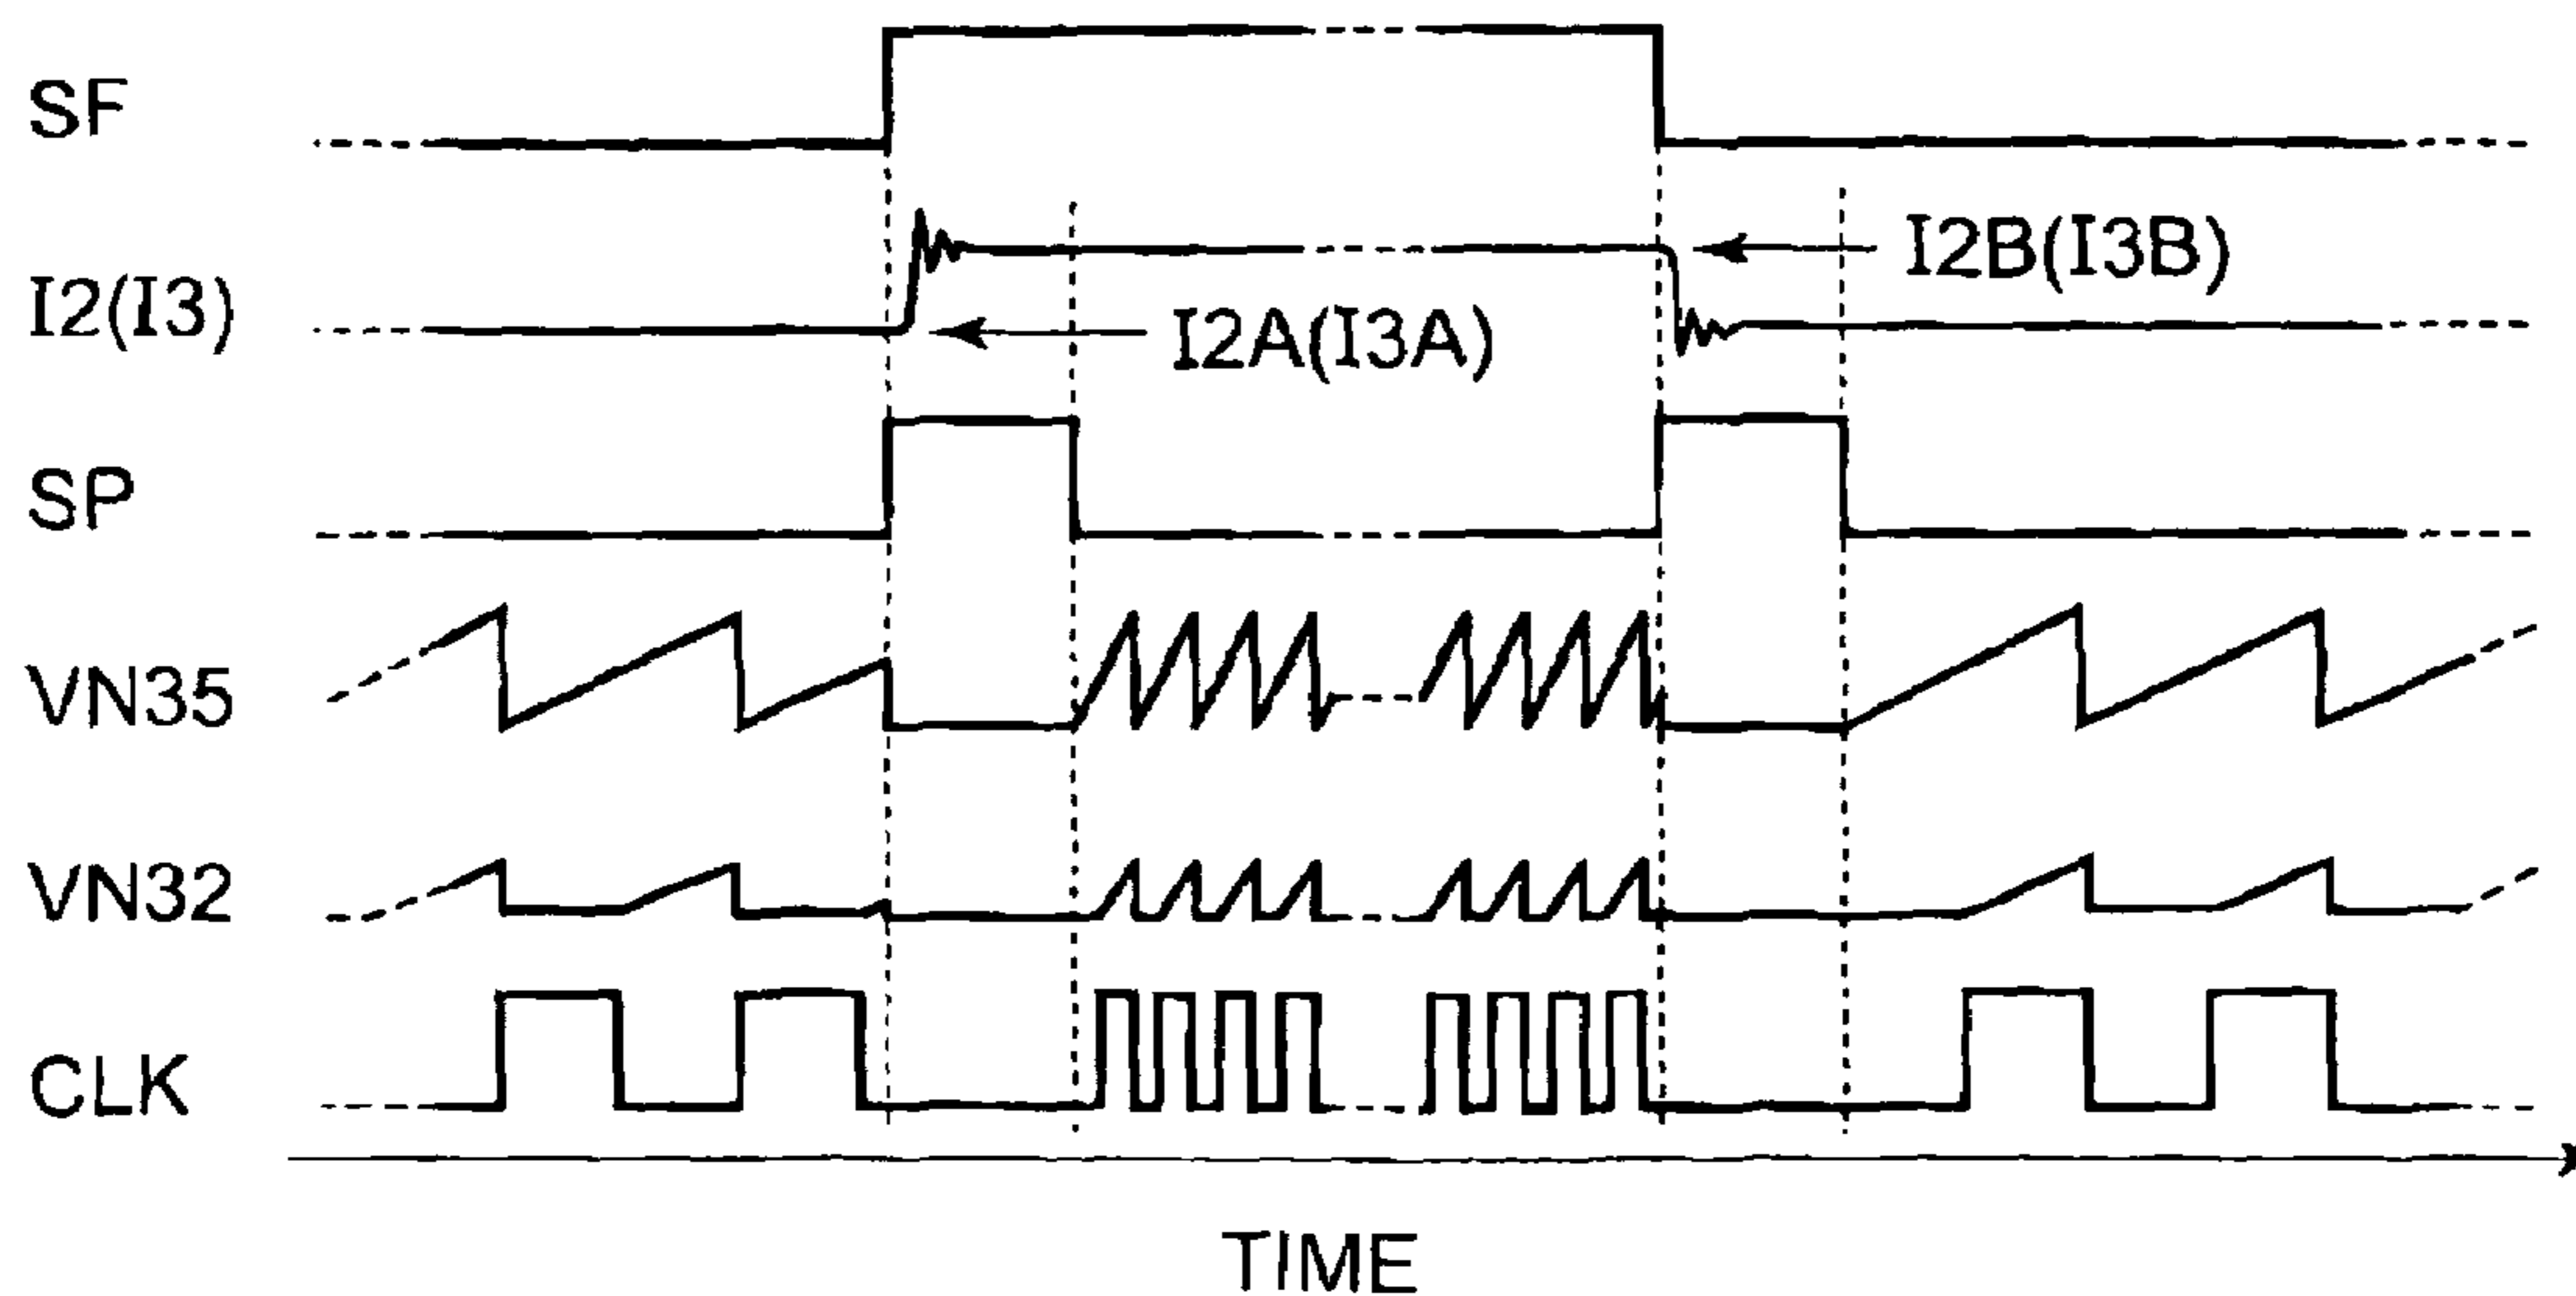 SF
I2B(I3B)
I2(I3)
I2A(I3A)
SP
VN35
VN32
CLK
TIME